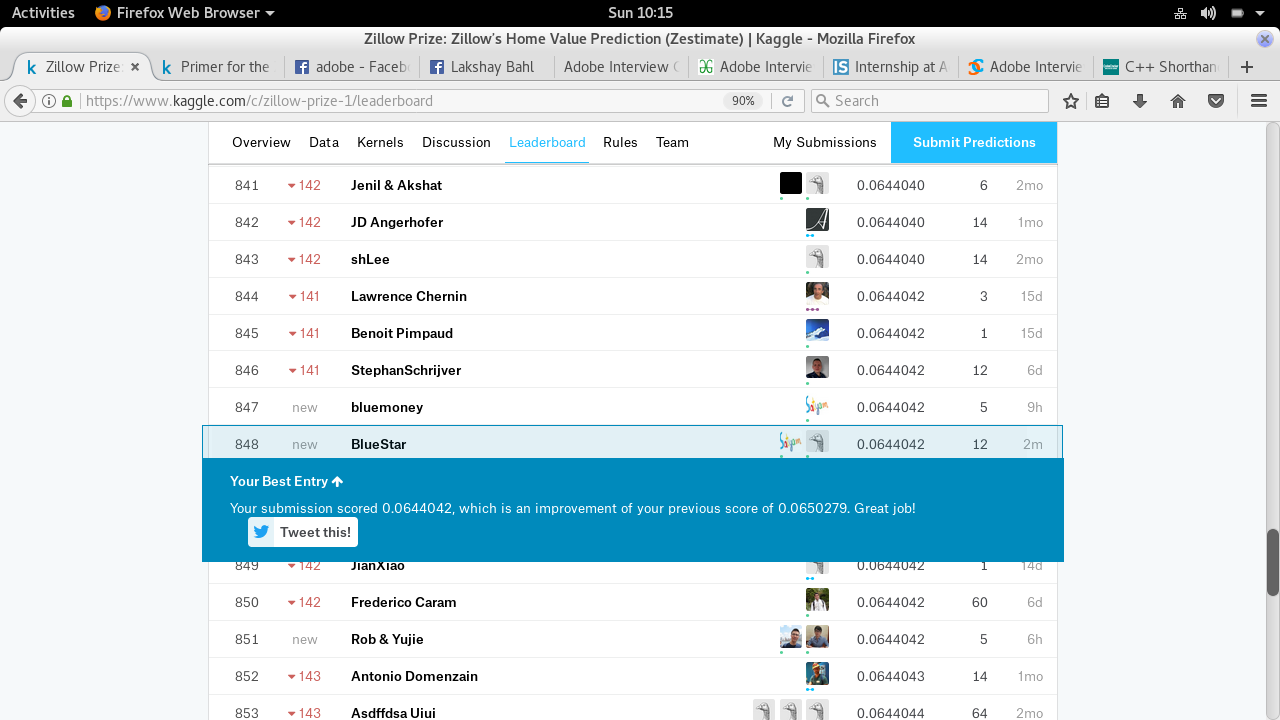 Activities Firefox Web Browser Sun 10:15
Zillow Prize: Zillow's Home Value Prediction (Zestimate) | Kaggle - Mozilla Firefox
Zillow Prize Primer for the adobe - Faceb Lakshay Bahl Adobe Interview Adobe Intervie Internship at A Adobe Intervie C++ Shorthan
https://www.kaggle.com/c/zillow-prize-1/leaderboard 90% Search
Overview Data Kernels Discussion Leaderboard Rules Team My Submissions Submit Predictions
841 142 Jenil & Akshat 0.0644040 6 2mo
842 142 JD Angerhofer 0.0644040 14 1mo
843 142 shLee 0.0644040 14 2mo
844 141 Lawrence Chernin 0.0644042 3 15d
845 141 Benoit Pimpaud 0.0644042 1 15d
846 141 StephanSchrijver 0.0644042 12 6d
847 new bluemoney 0.0644042 5 9h
848 new BlueStar 0.0644042 12 2m
Your Best Entry
Your submission scored 0.0644042, which is an improvement of your previous score of 0.0650279. Great job!
Tweet this!
849 142 JianXiao 0.0644042 1 14d
850 142 Frederico Caram 0.0644042 60 6d
851 new Rob & Yujie 0.0644042 5 6h
852 143 Antonio Domenzain 0.0644043 14 1mo
853 143 Asdffdsa Uiui 0.0644044 64 2mo